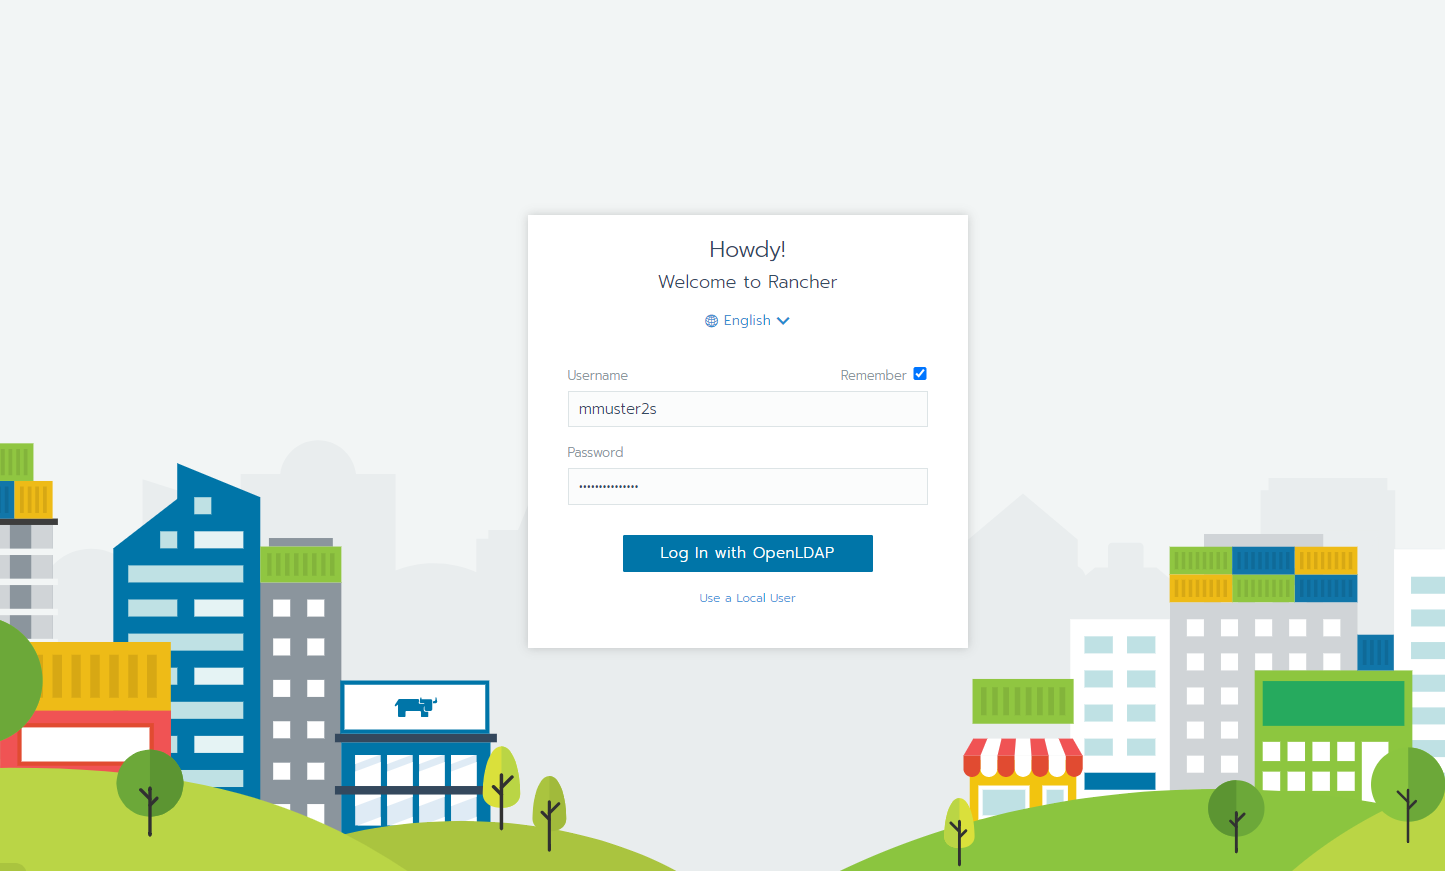 Howdy!
Welcome to Rancher
English
Username Remember
mmuster2s
Password
•••••••••••••••
Log In with OpenLDAP
Use a Local User